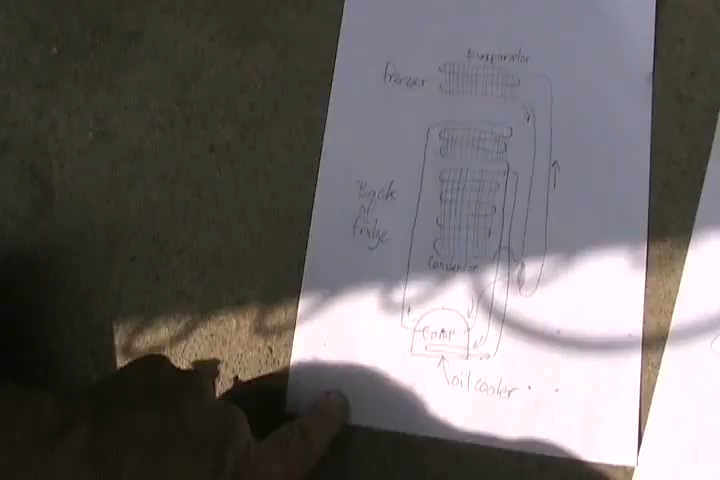 Evaporator
Freezer
Back
of
fridge
Condenser
Comp
oil cooler